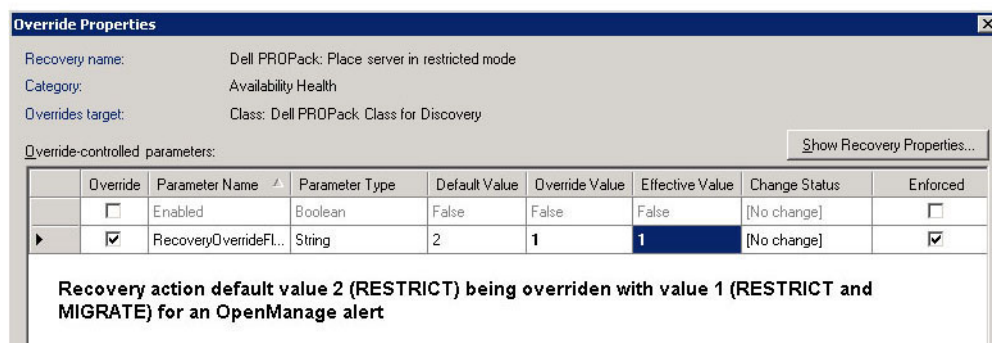 Override Properties
Recovery name: Dell PROPack: Place server in restricted mode
Category: Availability Health
Overrides target: Class: Dell PROPack Class for Discovery
Override-controlled parameters: Show Recovery Properties...
Override Parameter Name Parameter Type Default Value Override Value Effective Value Change Status Enforced
Enabled Boolean False False False [No change]
RecoveryOverrideFl... String 2 1 1 [No change]
Recovery action default value 2 (RESTRICT) being overriden with value 1 (RESTRICT and
MIGRATE) for an OpenManage alert